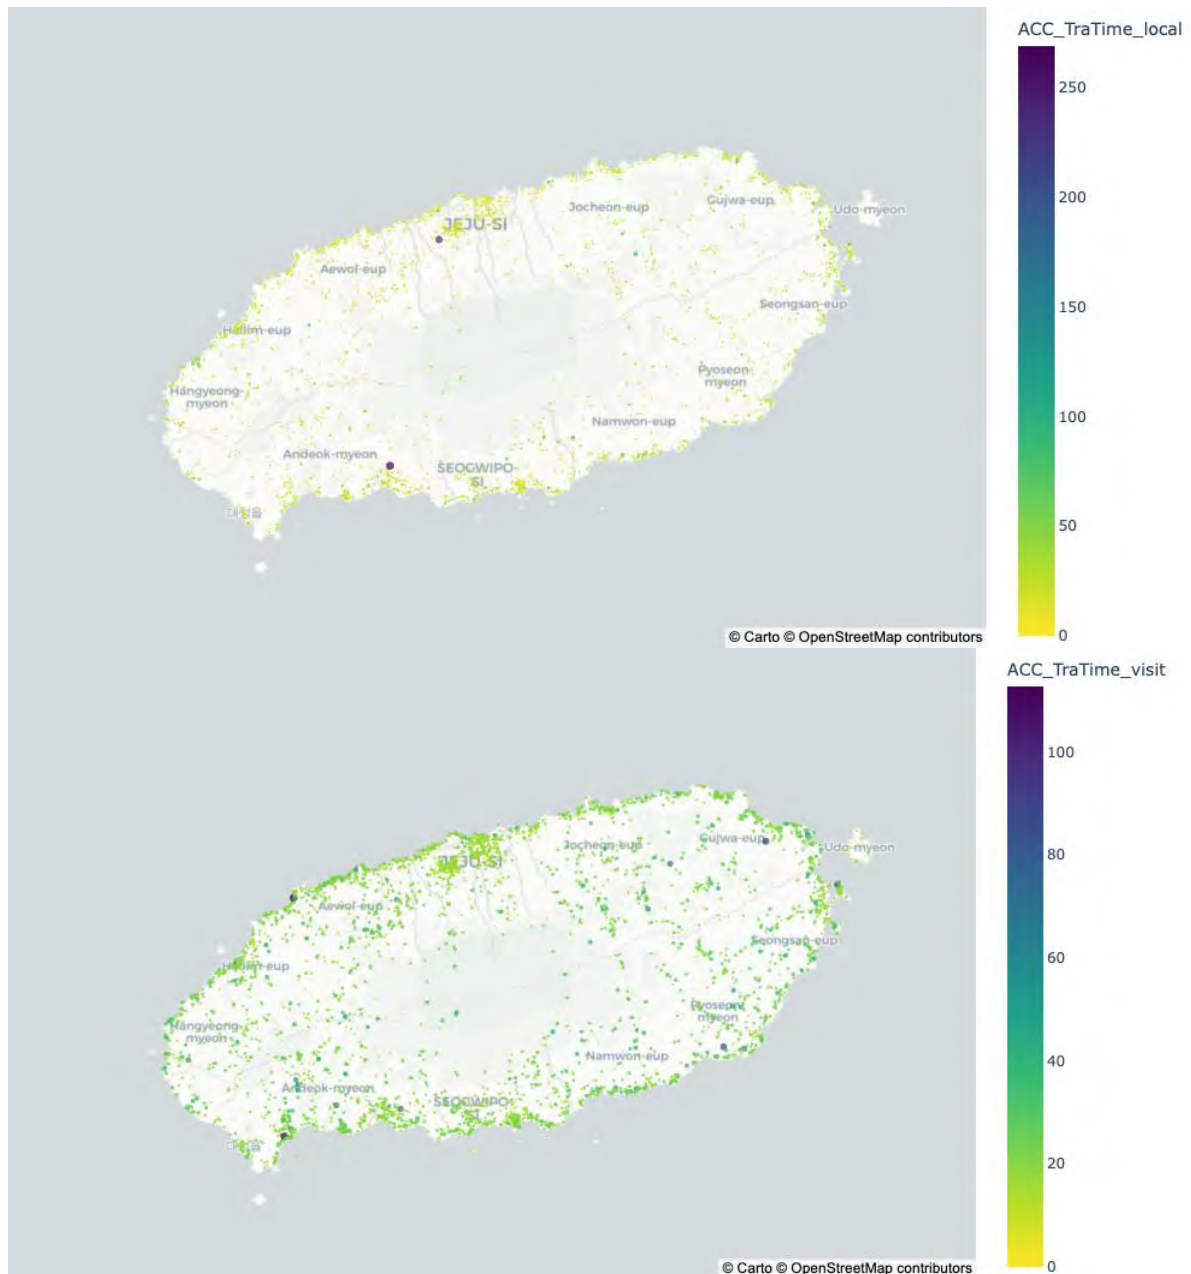 ACC_TraTime_local
250
200
150
100
50
0
Jocheon-eup
Gujwa-eup
Udo-myeon
JEJU-SI
Aewol-eup
Seongsan-eup
Hallim-eup
Pyoseon-
myeon
Hangyeong-
myeon
Namwon-eup
Andeok-myeon
SEOGWIPO-
SI
대정읍
© Carto © OpenStreetMap contributors
ACC_TraTime_visit
100
80
60
40
20
0
Jocheon-eup
Gujwa-eup
Udo-myeon
JEJU-SI
Aewol-eup
Seongsan-eup
Hallim-eup
Pyoseon-
myeon
Hangyeong-
myeon
Namwon-eup
Andeok-myeon
SEOGWIPO-
SI
대정읍
© Carto © OpenStreetMap contributors